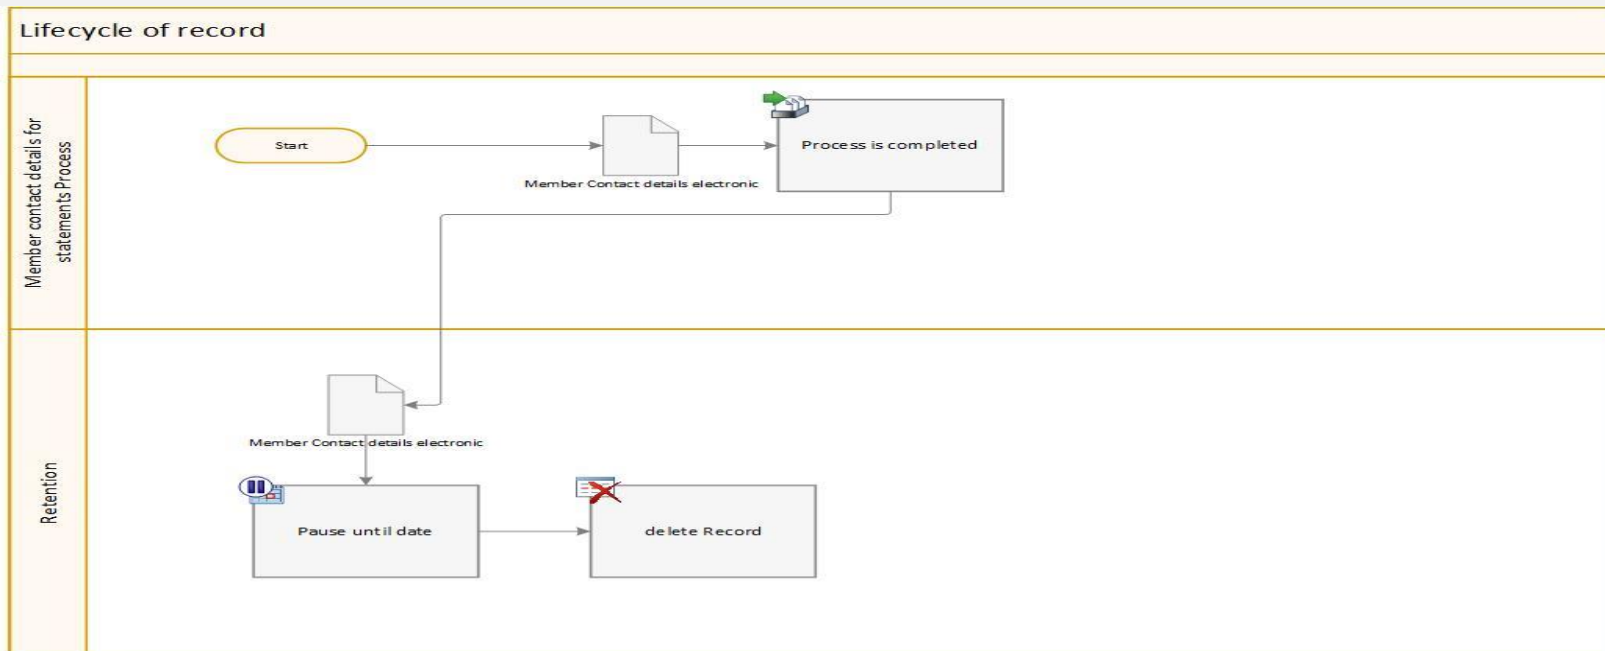 Lifecycle of record
Member contact details for
statements Process
Start
Member Contact details electronic
Process is completed
Retention
Member Contact details electronic
Pause until date
delete Record